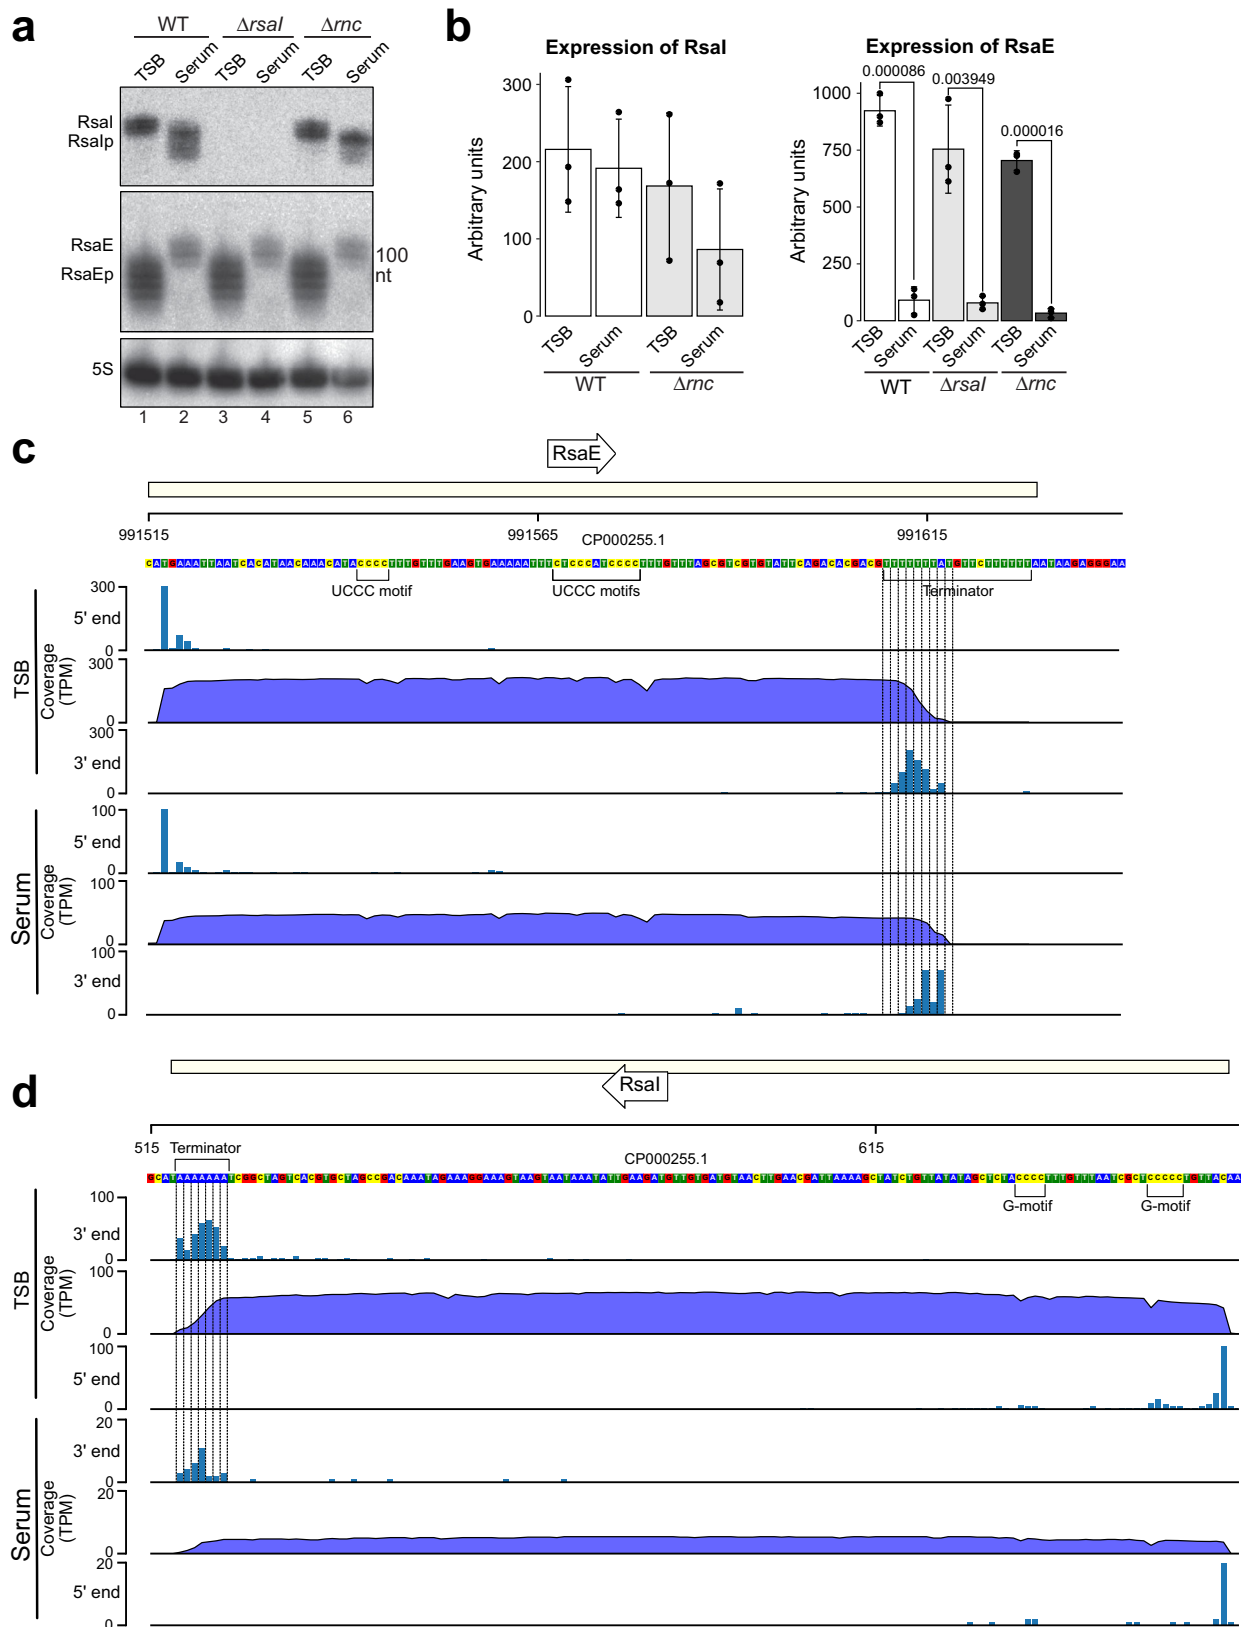 a
WT ΔrsaI Δrnc
TSB Serum TSB Serum TSB Serum
RsaI
RsaIp
RsaE
RsaEp
100
nt
5S
1 2 3 4 5 6
b
Expression of RsaI
Arbitrary units
300
200
100
0
TSB Serum TSB Serum
WT Δrnc
Expression of RsaE
0.000086 0.003949
0.000016
Arbitrary units
1000
750
500
250
0
TSB Serum TSB Serum TSB Serum
WT ΔrsaI Δrnc
c
RsaE
991515 991565 991615
CP000255.1
CATGAAATTAATCACATAACAAACATACCCCTTTGTTTGAAGTGAAAAATTTCTCCCATCCCCTTTGTTTAGCGTCGTGTATTCAGACACGACGTTTTTTTATGTTCTTTTTTTAATAAGAGGGAA
UCCC motif UCCC motifs Terminator
TSB
300
5' end
0
300
Coverage
(TPM)
0
300
3' end
0
Serum
100
5' end
0
100
Coverage
(TPM)
0
100
3' end
0
d
RsaI
515 615
Terminator
CP000255.1
GCATAAAAAAATCGGCTAGTCACGTGCTAGCCGACAAATAGAAAGGAAAGTAAGTAATAAATATTGAAGATGTTGTGATGTAACTTGAACGATTAAAAGCTATCTGTTATATAGCTCTACCCCTTTGTTTAATCGCTCCCCCTGTTACAA
G-motif G-motif
TSB
100
3' end
0
100
Coverage
(TPM)
0
100
5' end
0
Serum
20
3' end
0
20
Coverage
(TPM)
0
20
5' end
0